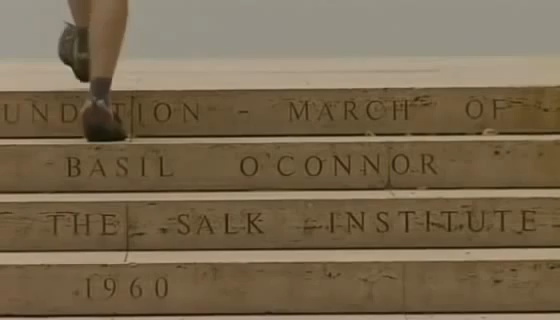 UNDATION - MARCH OF
BASIL O'CONNOR
THE SALK INSTITUTE
1960